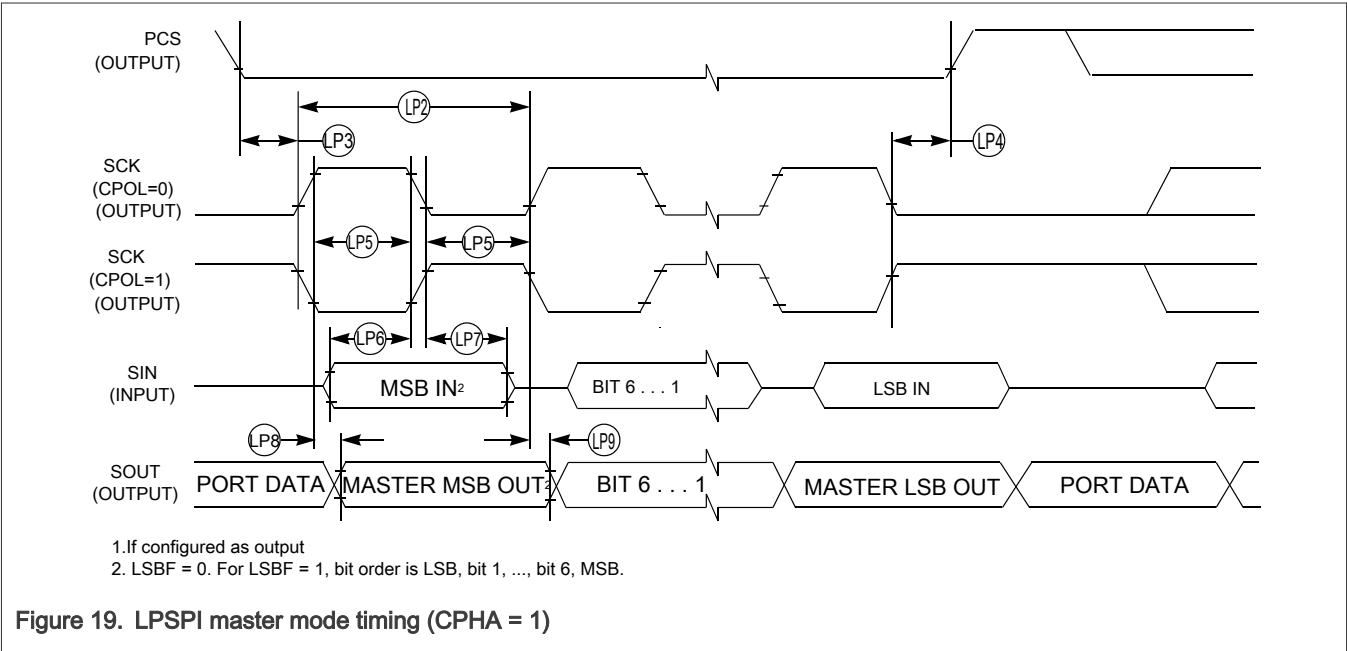 PCS
(OUTPUT)
LP2
LP3
LP4
SCK
(CPOL=0)
(OUTPUT)
LP5
LP5
SCK
(CPOL=1)
(OUTPUT)
LP6
LP7
SIN
(INPUT)
MSB IN2
BIT 6 . . . 1
LSB IN
LP8
LP9
SOUT
(OUTPUT)
PORT DATA
MASTER MSB OUT2
BIT 6 . . . 1
MASTER LSB OUT
PORT DATA
1.If configured as output
2. LSBF = 0. For LSBF = 1, bit order is LSB, bit 1, ..., bit 6, MSB.
Figure 19. LPSPI master mode timing (CPHA = 1)